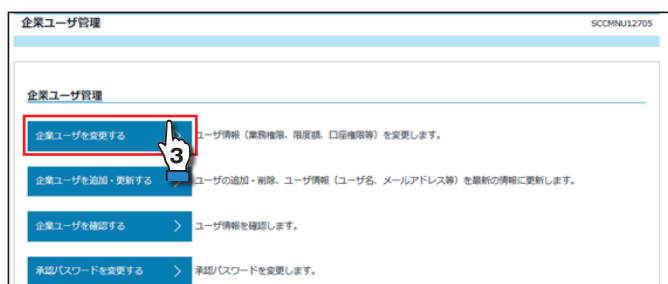 企業ユーザ管理 SCCMNU12705
企業ユーザ管理
企業ユーザを変更する ユーザ情報（業務権限、限度額、口座権限等）を変更します。
3
企業ユーザを追加・更新する ユーザの追加・削除、ユーザ情報（ユーザ名、メールアドレス等）を最新の情報に更新します。
企業ユーザを確認する ユーザ情報を確認します。
承認パスワードを変更する 承認パスワードを変更します。